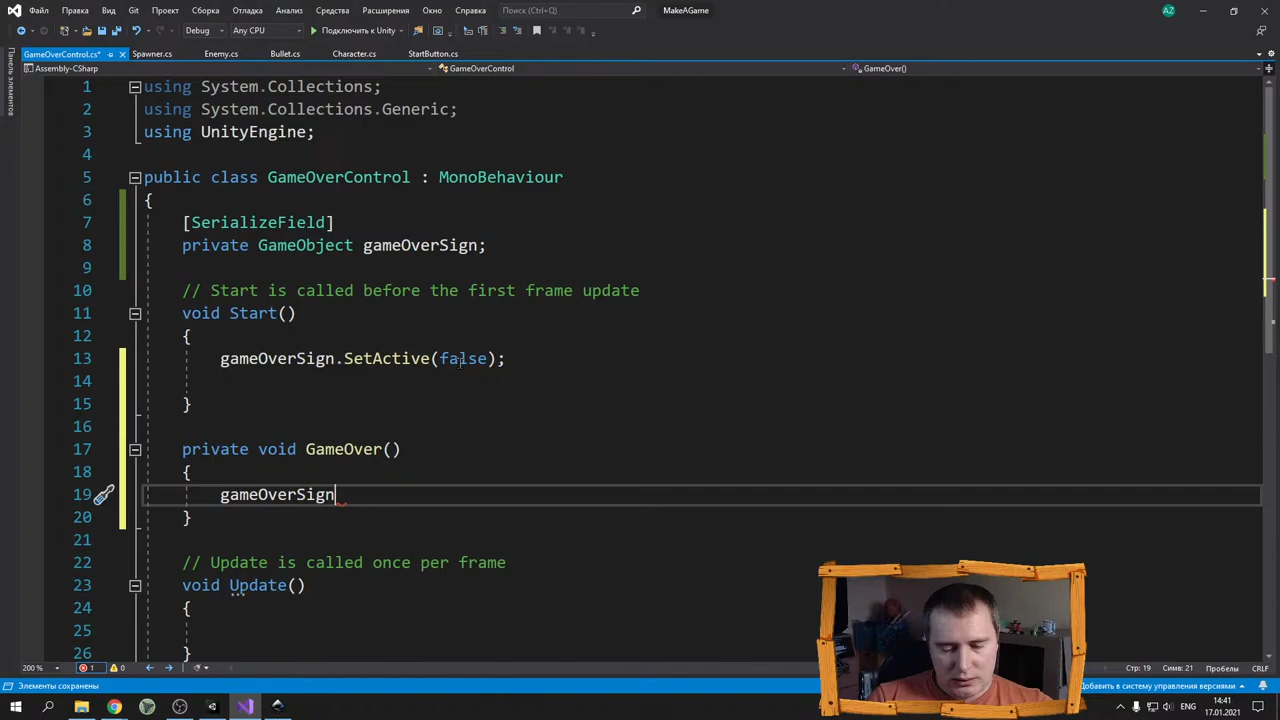 Файл Правка Вид Git Проект Сборка Отладка Анализ Средства Расширения Окно Справка Поиск (Ctrl+Q) MakeAGame AZ
Debug Any CPU Подключить к Unity
GameOverControl.cs* Spawner.cs Enemy.cs Bullet.cs Character.cs StartButton.cs
Assembly-CSharp GameOverControl GameOver()
Панель элементов
1 using System.Collections;
2 using System.Collections.Generic;
3 using UnityEngine;
4
5 public class GameOverControl : MonoBehaviour
6 {
7 [SerializeField]
8 private GameObject gameOverSign;
9
10 // Start is called before the first frame update
11 void Start()
12 {
13 gameOverSign.SetActive(false);
14
15 }
16
17 private void GameOver()
18 {
19 gameOverSign
20 }
21
22 // Update is called once per frame
23 void Update()
24 {
25
26 }
200 % 1 0 Стр: 19 Симв: 21 Пробелы CRLF
Элементы сохранены Добавить в систему управления версиями
ENG 14:41
17.01.2021